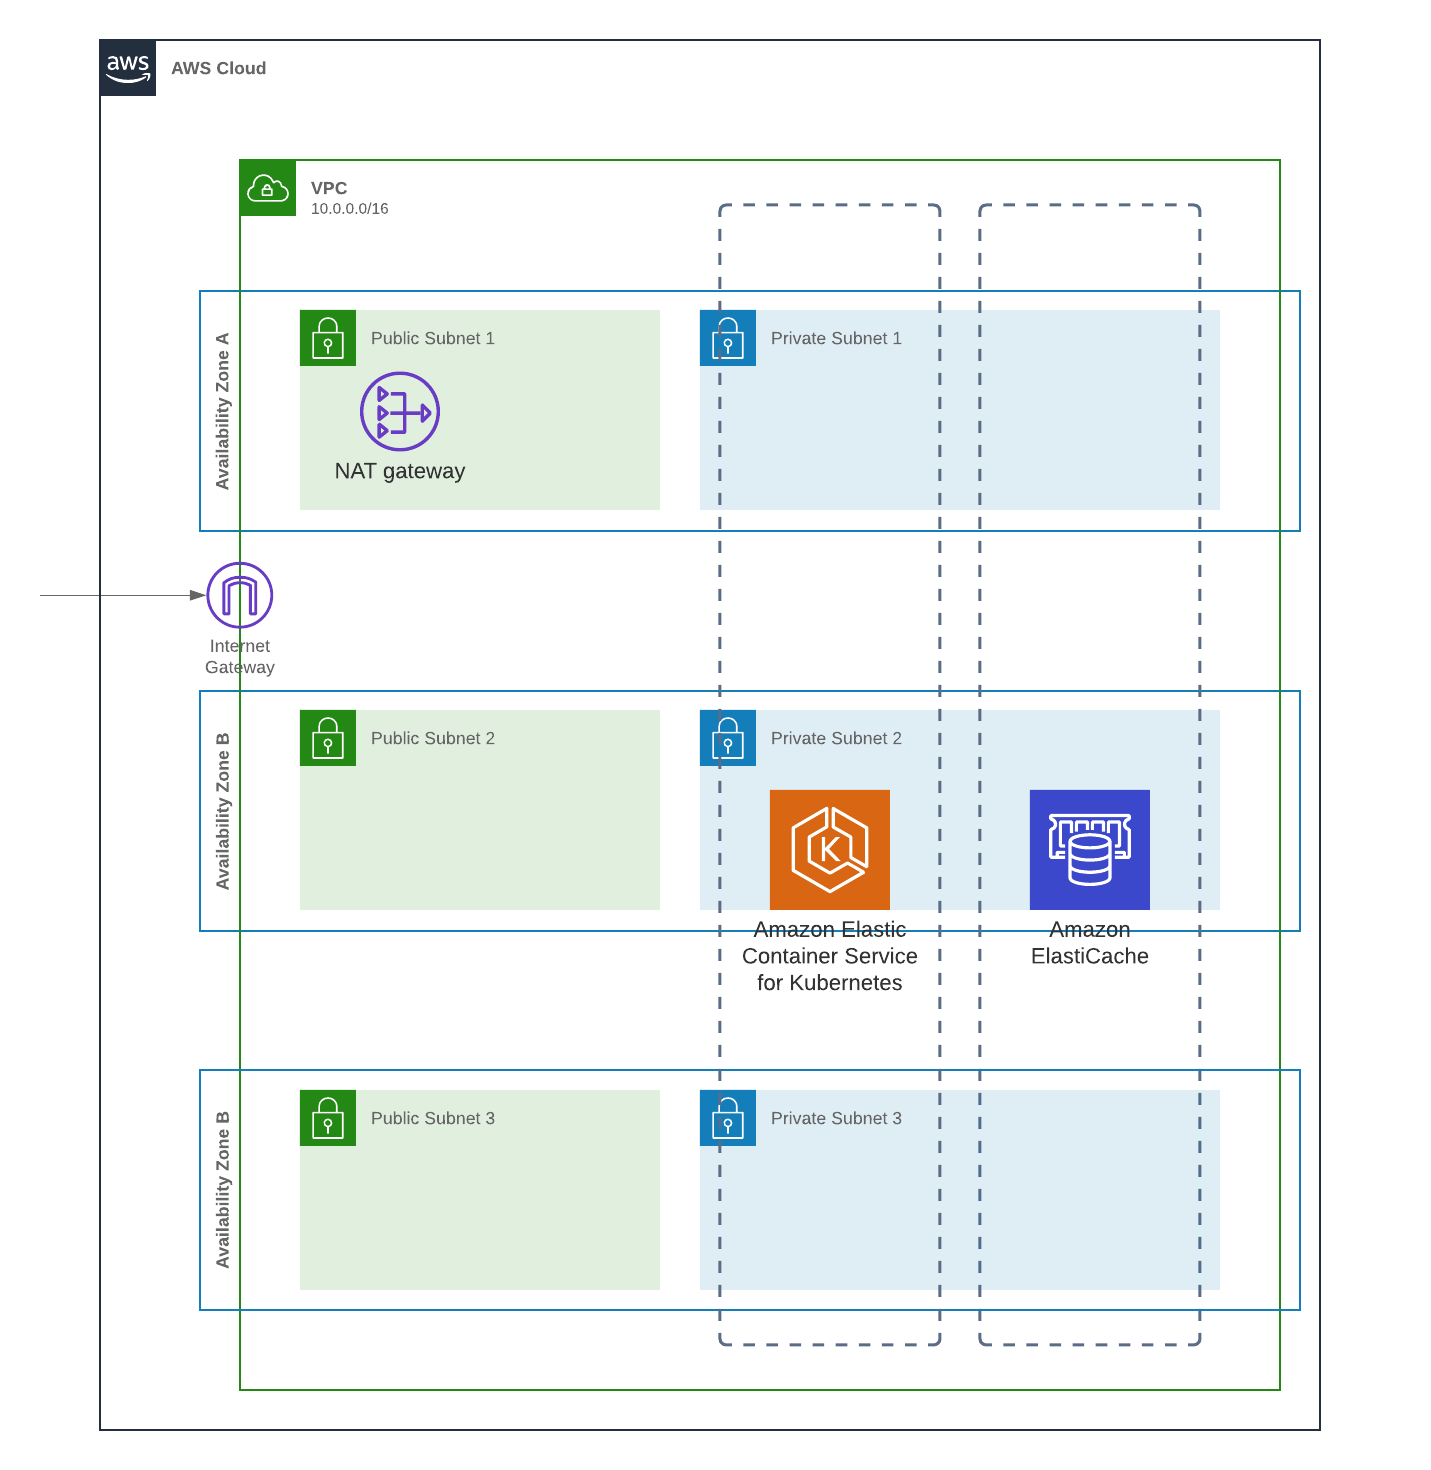 aws
AWS Cloud
VPC
10.0.0.0/16
Availability Zone A
Public Subnet 1
NAT gateway
Private Subnet 1
Internet
Gateway
Availability Zone B
Public Subnet 2
Private Subnet 2
K
Amazon Elastic
Container Service
for Kubernetes
Amazon
ElastiCache
Availability Zone B
Public Subnet 3
Private Subnet 3